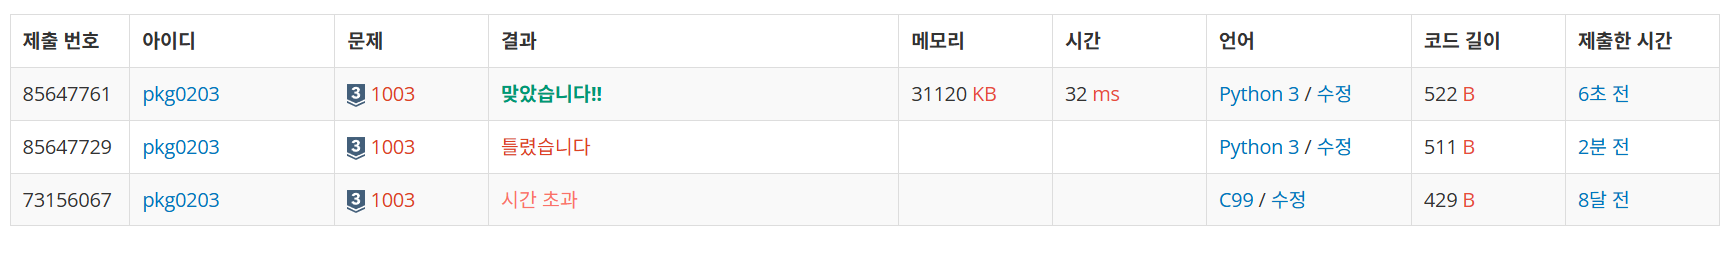 제출 번호 아이디 문제 결과 메모리 시간 언어 코드 길이 제출한 시간
85647761 pkg0203 3 1003 맞았습니다!! 31120 KB 32 ms Python 3 / 수정 522 B 6초 전
85647729 pkg0203 3 1003 틀렸습니다 Python 3 / 수정 511 B 2분 전
73156067 pkg0203 3 1003 시간 초과 C99 / 수정 429 B 8달 전